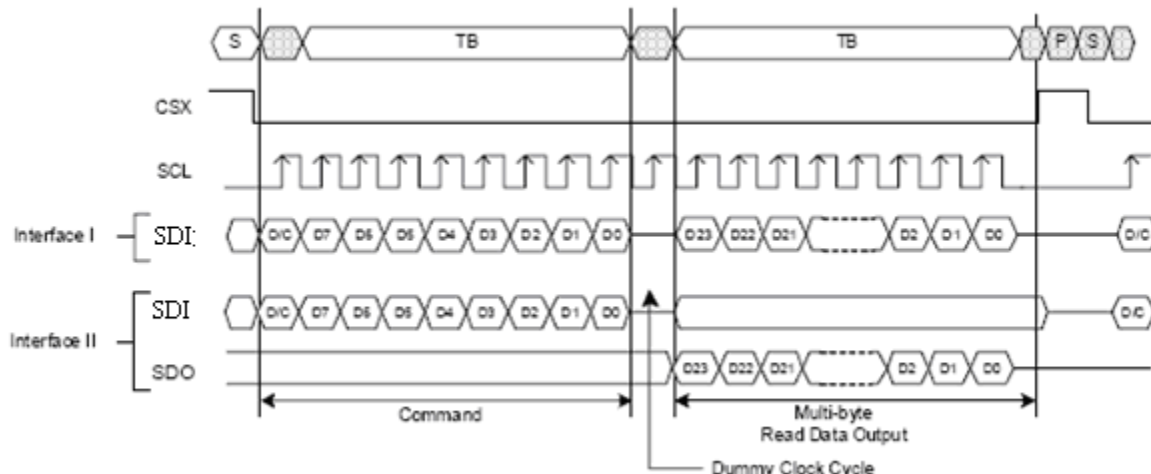 S TB TB P S
CSX
SCL
Interface I SDI: D/C D7 D6 D5 D4 D3 D2 D1 D0 D23 D22 D21 D2 D1 D0 D/C
Interface II
SDI D/C D7 D6 D5 D4 D3 D2 D1 D0 D/C
SDO D23 D22 D21 D2 D1 D0
Command
Multi-byte
Read Data Output
Dummy Clock Cycle